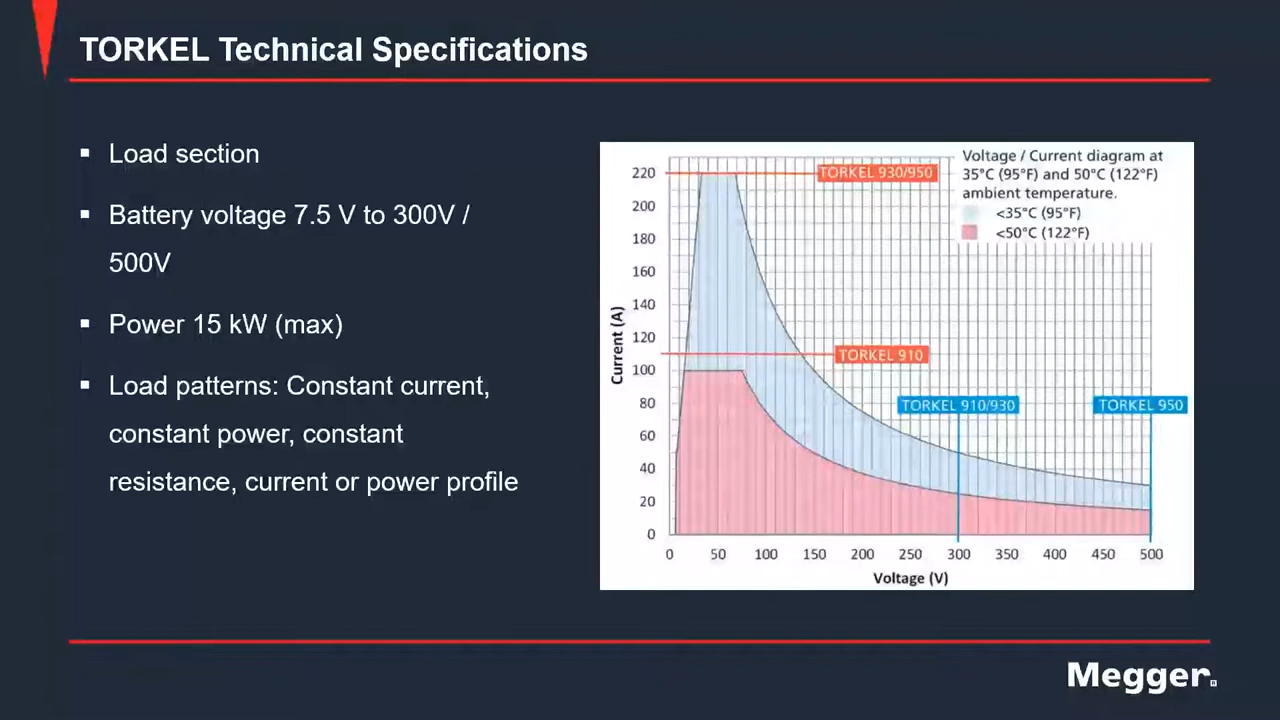 TORKEL Technical Specifications
▪ Load section
▪ Battery voltage 7.5 V to 300V /
500V
▪ Power 15 kW (max)
▪ Load patterns: Constant current,
constant power, constant
resistance, current or power profile
Voltage / Current diagram at
35°C (95°F) and 50°C (122°F)
ambient temperature.
<35°C (95°F)
<50°C (122°F)
TORKEL 930/950
TORKEL 910
TORKEL 910/930
TORKEL 950
Current (A)
220
200
180
160
140
120
100
80
60
40
20
0
0 50 100 150 200 250 300 350 400 450 500
Voltage (V)
Megger